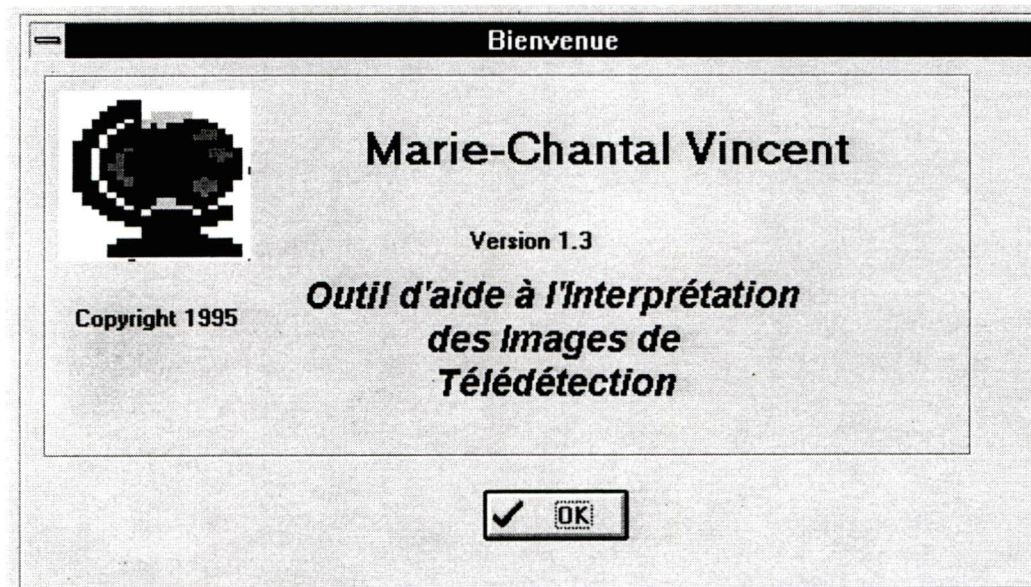 Bienvenue
Marie-Chantal Vincent
Version 1.3
Copyright 1995
Outil d'aide à l'Interprétation
des Images de
Télédétection
OK